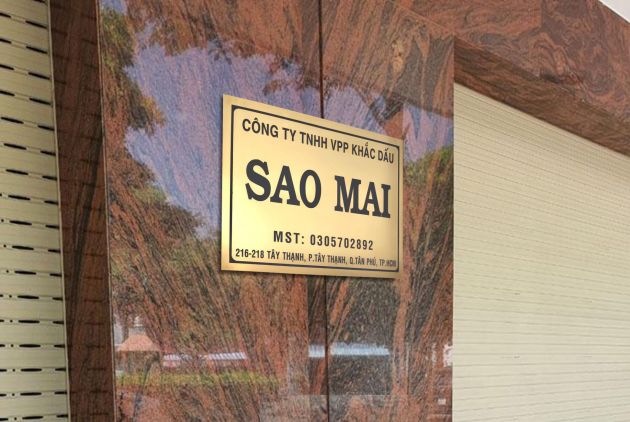 CÔNG TY TNHH VPP KHẮC DẤU
SAO MAI
MST: 0305702892
216-218 TÂY THẠNH, P.TÂY THẠNH, Q.TÂN PHÚ, TP.HCM